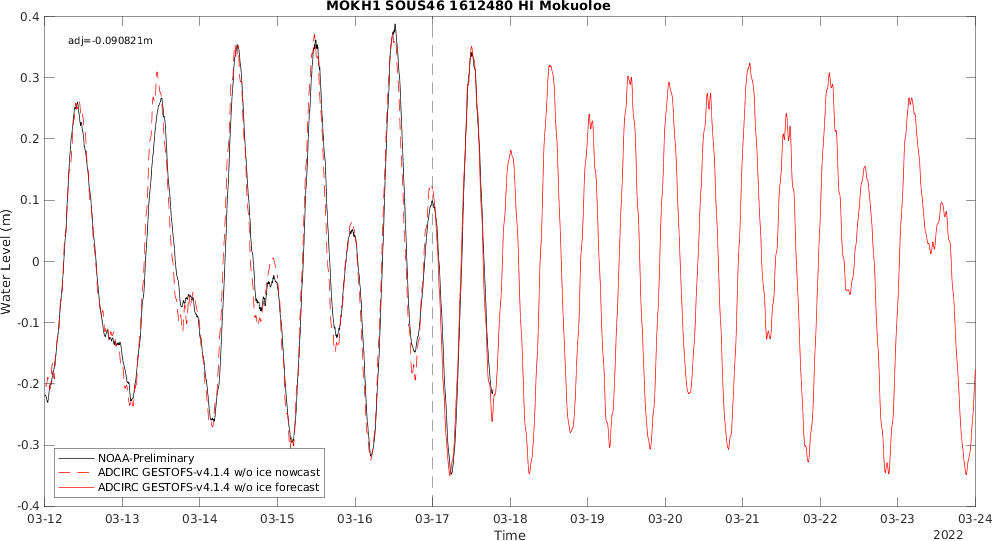 MOKH1 SOUS46 1612480 HI Mokuoloe
adj=-0.090821m
Water Level (m)
0.4
0.3
0.2
0.1
0
-0.1
-0.2
-0.3
-0.4
NOAA-Preliminary
ADCIRC GESTOFS-v4.1.4 w/o ice nowcast
ADCIRC GESTOFS-v4.1.4 w/o ice forecast
03-12 03-13 03-14 03-15 03-16 03-17 03-18 03-19 03-20 03-21 03-22 03-23 03-24
Time
2022